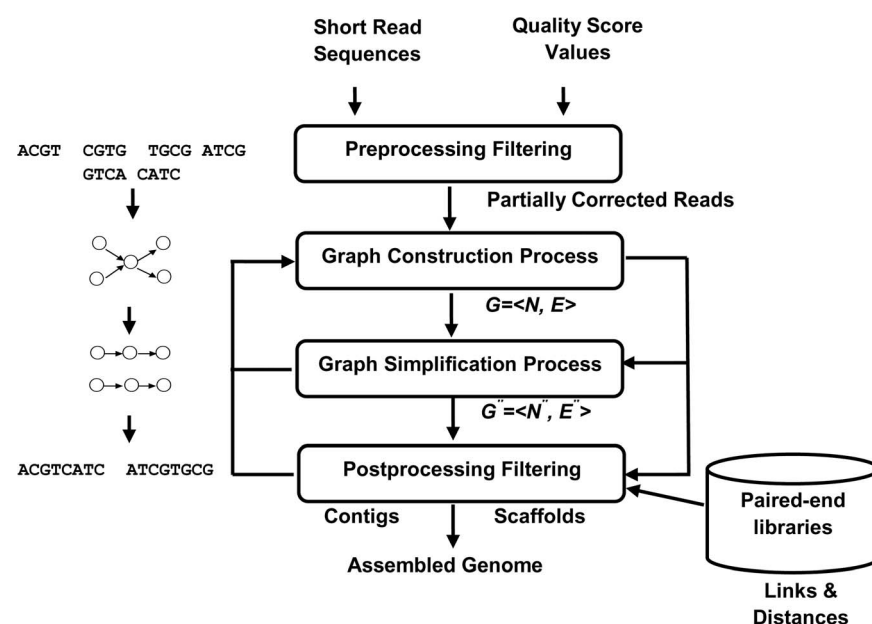 Short Read
Sequences
Quality Score
Values
ACGT CGTG TGCG ATCG
GTCA CATC
Preprocessing Filtering
Partially Corrected Reads
Graph Construction Process
G=<N, E>
Graph Simplification Process
G¨=<N¨, E¨>
ACGTCATC ATCGTGCG
Postprocessing Filtering
Paired-end
libraries
Contigs Scaffolds
Assembled Genome
Links &
Distances